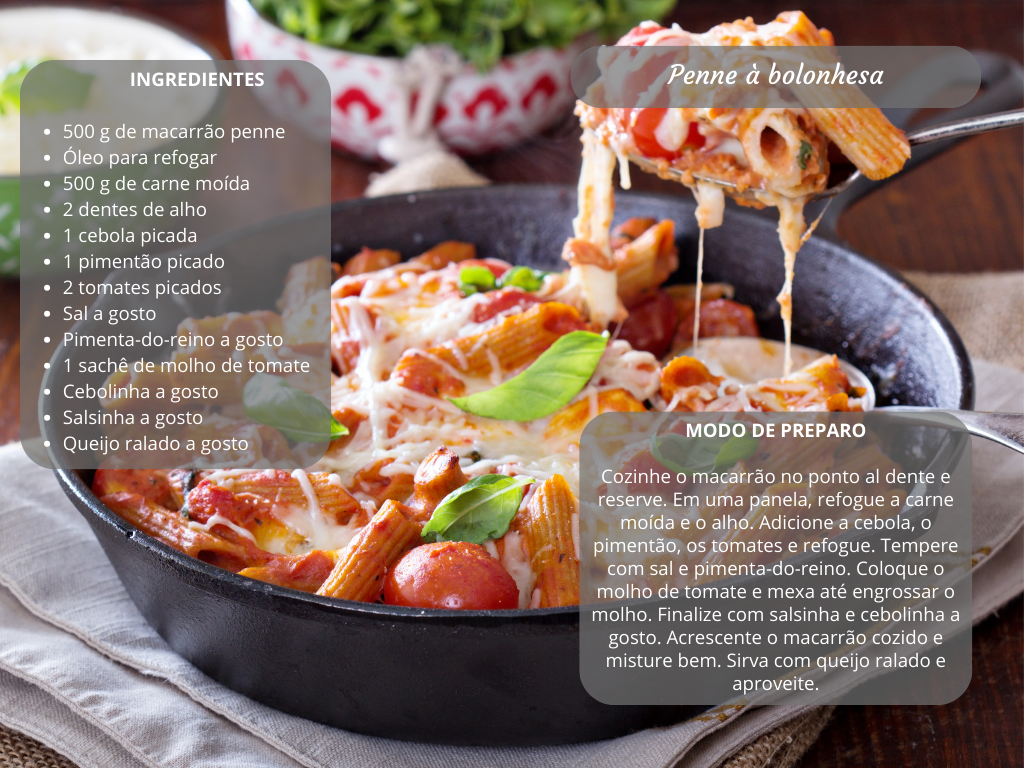 Penne à bolonhesa
INGREDIENTES
500 g de macarrão penne
Óleo para refogar
500 g de carne moída
2 dentes de alho
1 cebola picada
1 pimentão picado
2 tomates picados
Sal a gosto
Pimenta-do-reino a gosto
1 sachê de molho de tomate
Cebolinha a gosto
Salsinha a gosto
Queijo ralado a gosto
MODO DE PREPARO
Cozinhe o macarrão no ponto al dente e
reserve. Em uma panela, refogue a carne
moída e o alho. Adicione a cebola, o
pimentão, os tomates e refogue. Tempere
com sal e pimenta-do-reino. Coloque o
molho de tomate e mexa até engrossar o
molho. Finalize com salsinha e cebolinha a
gosto. Acrescente o macarrão cozido e
misture bem. Sirva com queijo ralado e
aproveite.